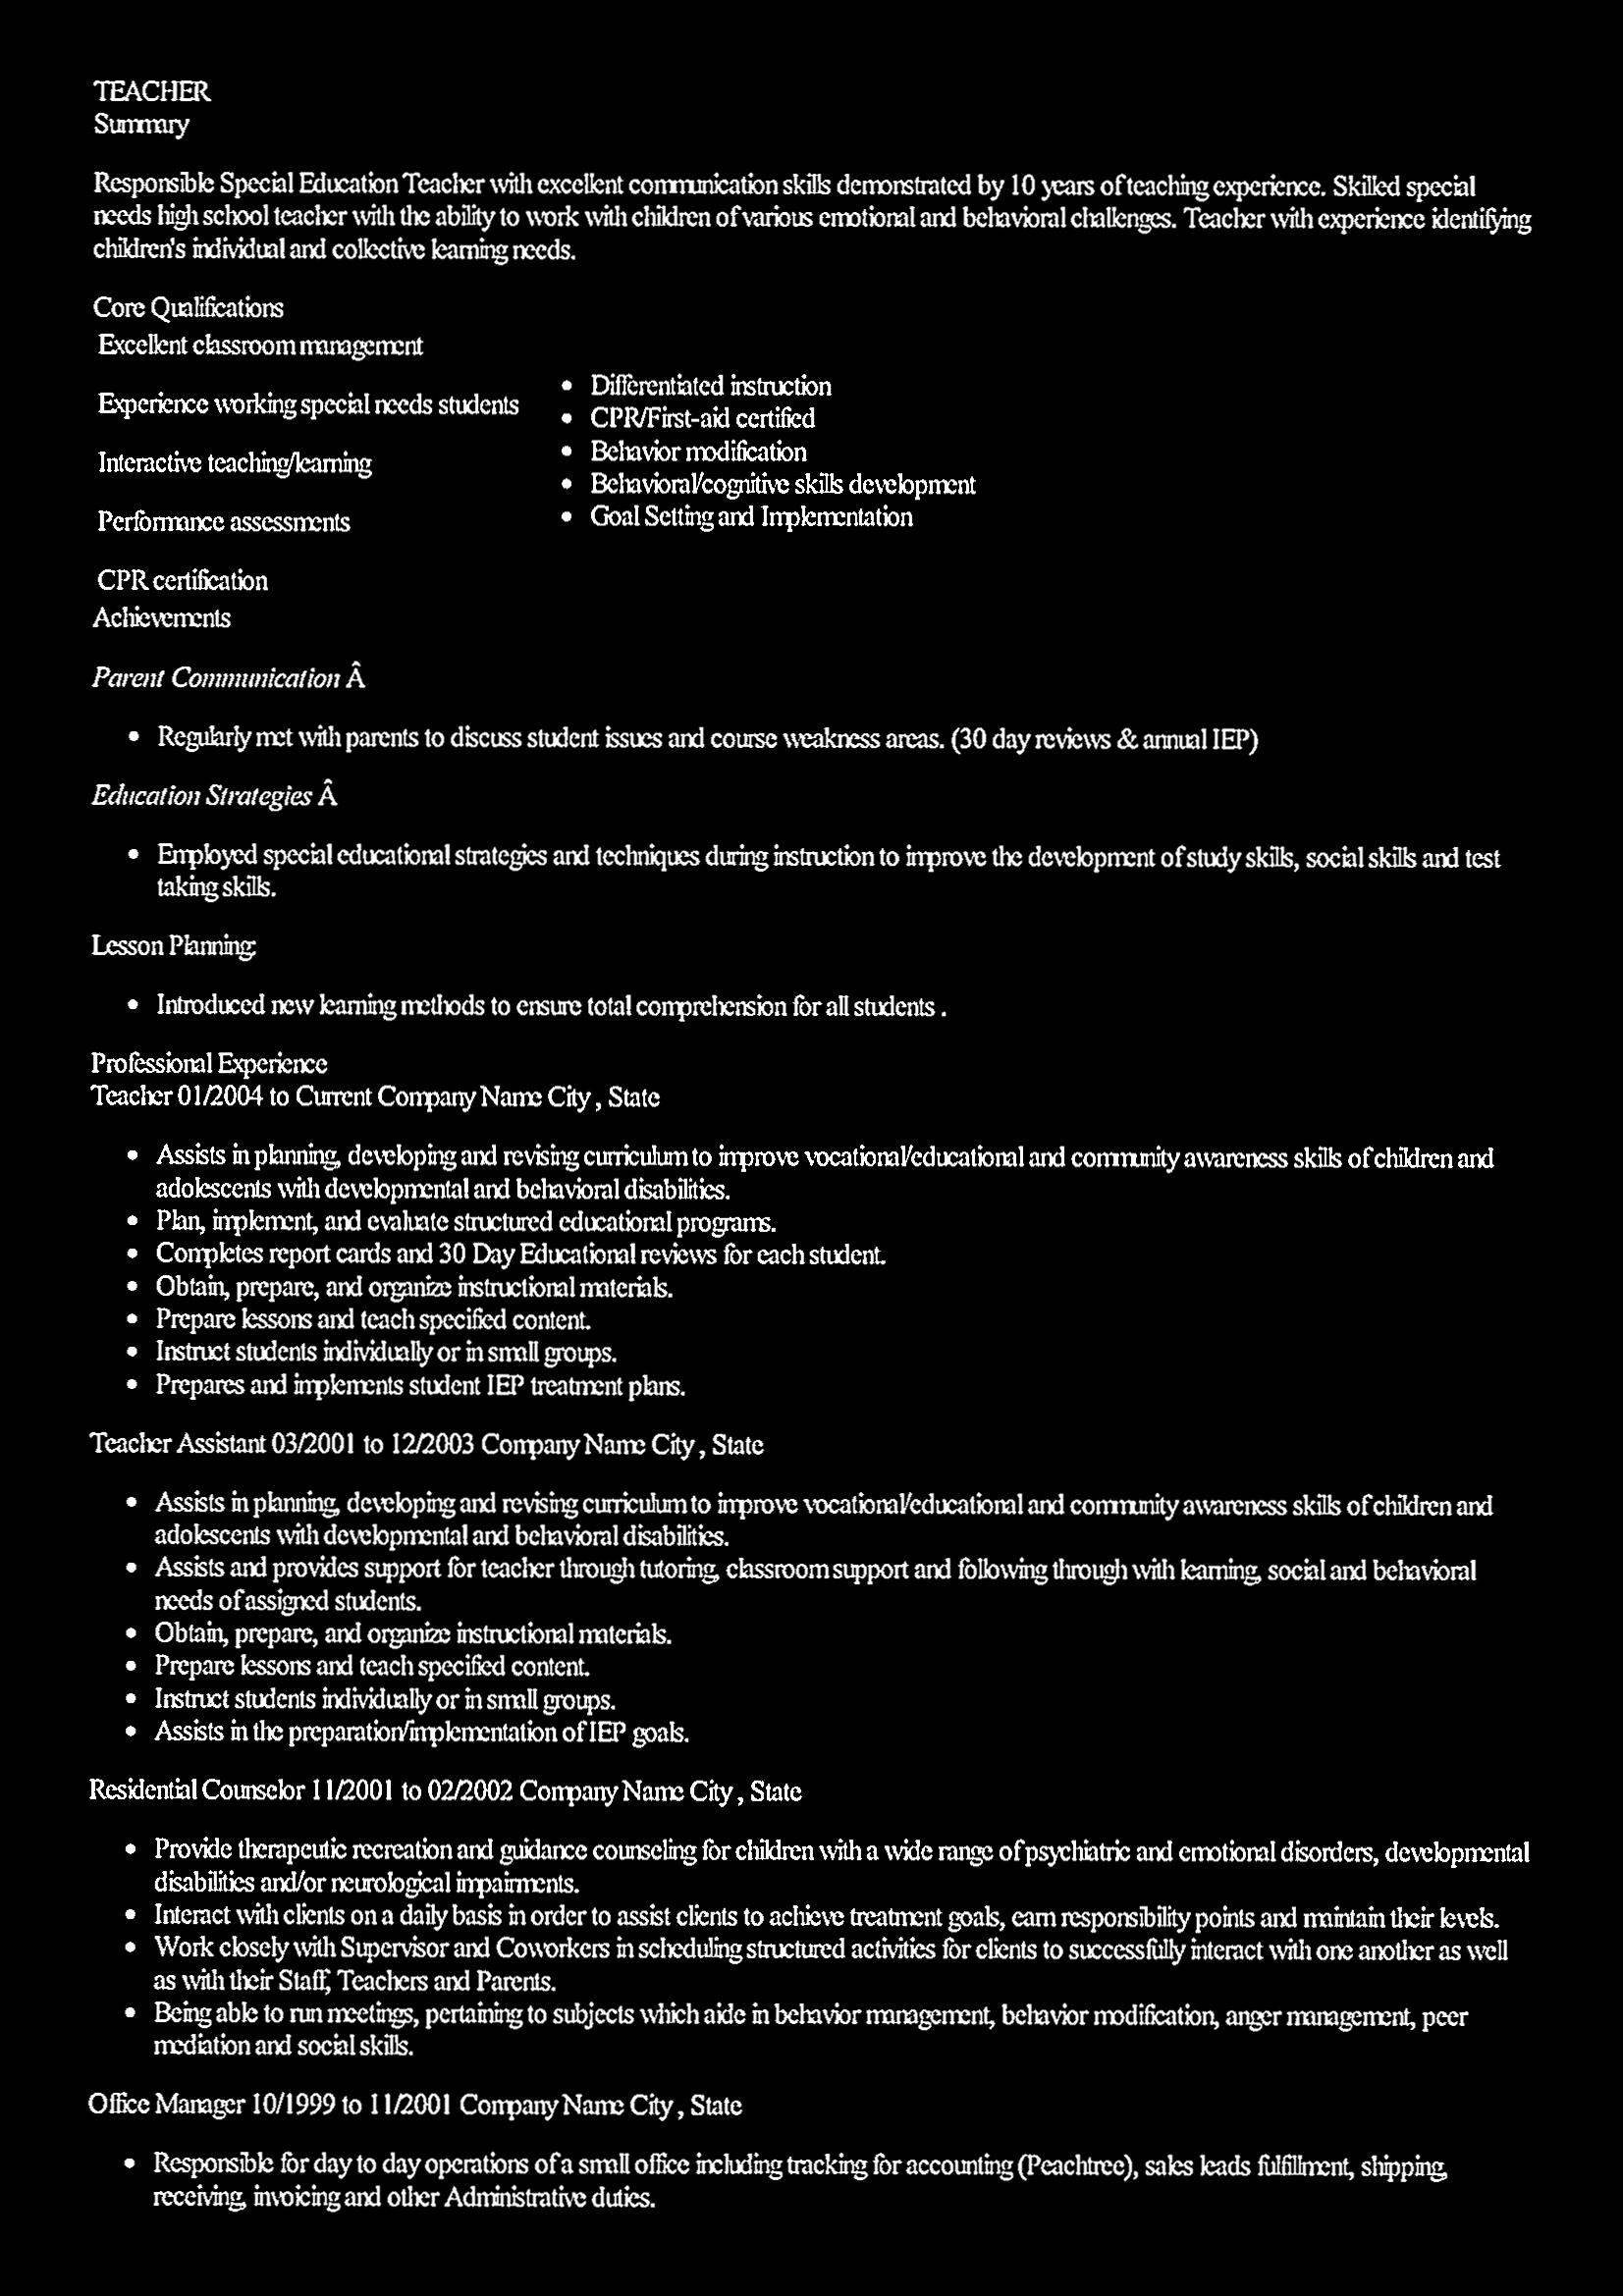 TEACHER
Summary
Responsible Special Education Teacher with excellent communication skills demonstrated by 10 years of teaching experience. Skilled special
needs high school teacher with the ability to work with children of various emotional and behavioral challenges. Teacher with experience identifying
children's individual and collective learning needs.
Core Qualifications
Excellent classroom management
Experience working special needs students
Interactive teaching/learning
Performance assessments
CPR certification
• Differentiated instruction
• CPR/First-aid certified
• Behavior modification
• Behavioral/cognitive skills development
• Goal Setting and Implementation
Achievements
Parent Communication Â
• Regularly met with parents to discuss student issues and course weakness areas. (30 day reviews & annual IEP)
Education Strategies Â
• Employed special educational strategies and techniques during instruction to improve the development of study skills, social skills and test
taking skills.
Lesson Planning:
• Introduced new learning methods to ensure total comprehension for all students .
Professional Experience
Teacher 01/2004 to Current Company Name City , State
• Assists in planning, developing and revising curriculum to improve vocational/educational and community awareness skills of children and
adolescents with developmental and behavioral disabilities.
• Plan, implement, and evaluate structured educational programs.
• Completes report cards and 30 Day Educational reviews for each student.
• Obtain, prepare, and organize instructional materials.
• Prepare lessons and teach specified content.
• Instruct students individually or in small groups.
• Prepares and implements student IEP treatment plans.
Teacher Assistant 03/2001 to 12/2003 Company Name City , State
• Assists in planning, developing and revising curriculum to improve vocational/educational and community awareness skills of children and
adolescents with developmental and behavioral disabilities.
• Assists and provides support for teacher through tutoring, classroom support and following through with learning, social and behavioral
needs of assigned students.
• Obtain, prepare, and organize instructional materials.
• Prepare lessons and teach specified content.
• Instruct students individually or in small groups.
• Assists in the preparation/implementation of IEP goals.
Residential Counselor 11/2001 to 02/2002 Company Name City , State
• Provide therapeutic recreation and guidance counseling for children with a wide range of psychiatric and emotional disorders, developmental
disabilities and/or neurological impairments.
• Interact with clients on a daily basis in order to assist clients to achieve treatment goals, earn responsibility points and maintain their levels.
• Work closely with Supervisor and Coworkers in scheduling structured activities for clients to successfully interact with one another as well
as with their Staff, Teachers and Parents.
• Being able to run meetings, pertaining to subjects which aide in behavior management, behavior modification, anger management, peer
mediation and social skills.
Office Manager 10/1999 to 11/2001 Company Name City , State
• Responsible for day to day operations of a small office including tracking for accounting (Peachtree), sales leads fulfillment, shipping,
receiving, invoicing and other Administrative duties.